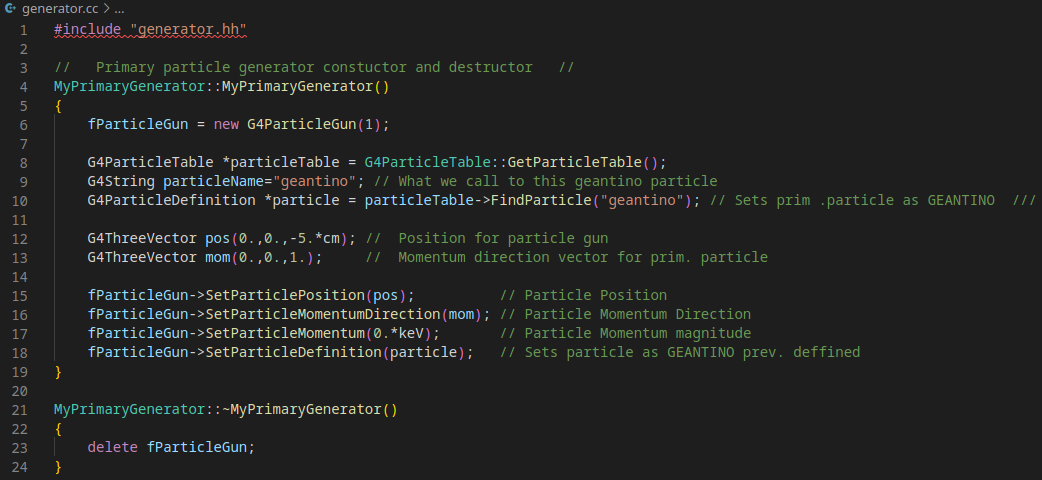 generator.cc > ...
1 #include "generator.hh"
2
3 //   Primary particle generator constuctor and destructor   //
4 MyPrimaryGenerator::MyPrimaryGenerator()
5 {
6     fParticleGun = new G4ParticleGun(1);
7
8     G4ParticleTable *particleTable = G4ParticleTable::GetParticleTable();
9     G4String particleName="geantino"; // What we call to this geantino particle
10     G4ParticleDefinition *particle = particleTable->FindParticle("geantino"); // Sets prim .particle as GEANTINO  ///
11
12     G4ThreeVector pos(0.,0.,-5.*cm); //  Position for particle gun
13     G4ThreeVector mom(0.,0.,1.);     //  Momentum direction vector for prim. particle
14
15     fParticleGun->SetParticlePosition(pos);          // Particle Position
16     fParticleGun->SetParticleMomentumDirection(mom); // Particle Momentum Direction
17     fParticleGun->SetParticleMomentum(0.*keV);       // Particle Momentum magnitude
18     fParticleGun->SetParticleDefinition(particle);   // Sets particle as GEANTINO prev. deffined
19 }
20
21 MyPrimaryGenerator::~MyPrimaryGenerator()
22 {
23     delete fParticleGun;
24 }